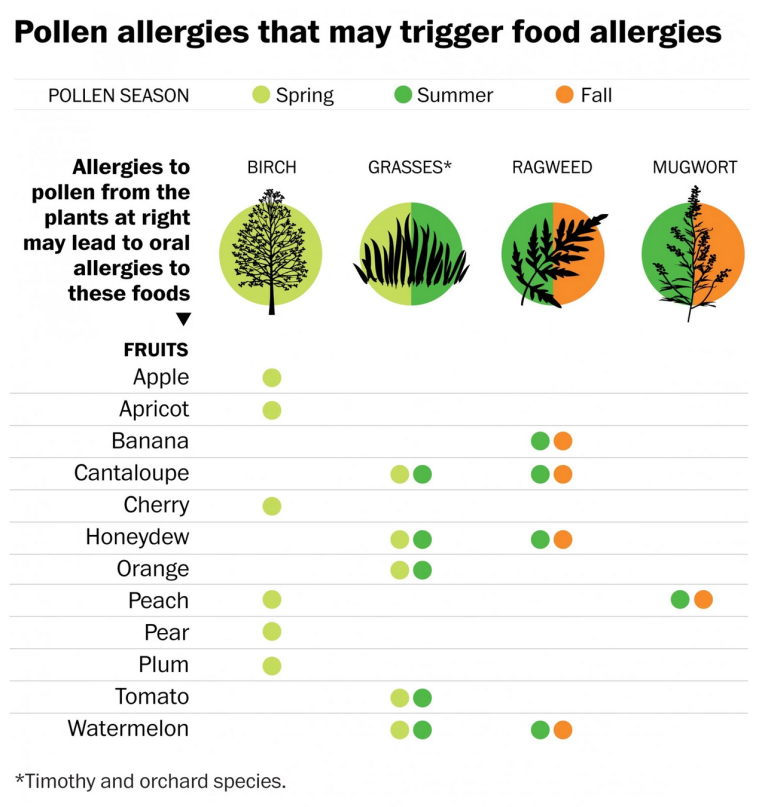 Pollen allergies that may trigger food allergies
POLLEN SEASON Spring Summer Fall
Allergies to
pollen from the
plants at right
may lead to oral
allergies to
these foods
BIRCH GRASSES* RAGWEED MUGWORT
FRUITS
Apple
Apricot
Banana
Cantaloupe
Cherry
Honeydew
Orange
Peach
Pear
Plum
Tomato
Watermelon
*Timothy and orchard species.